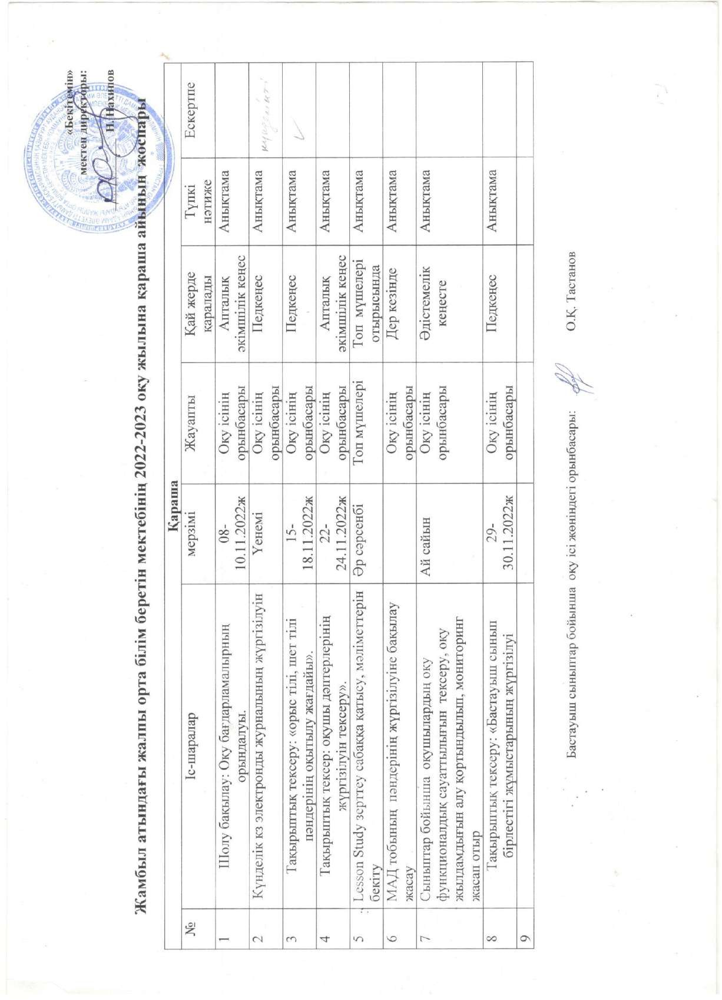 «Бекітемін»
мектеп директоры:
Н. Нахипов
Жамбыл атындағы жалпы орта білім беретін мектебінің 2022-2023 оқу жылына қараша айының жоспары
Қараша
№ Іс-шаралар мерзімі Жауапты Қай жерде қаралады Түпкі нәтиже Ескертпе
1 Шолу бақылау: Оқу бағдарламалырның орындалуы. 08-10.11.2022ж Оқу ісінің орынбасары Апталық әкімшілік кеңес Анықтама
2 Күнделік кз электронды журналының жүргізілуін Үенемі Оқу ісінің орынбасары Педкеңес Анықтама
3 Тақырыптық тексеру: «орыс тілі, шет тілі пәндерінің оқытылу жағдайы». 15-18.11.2022ж Оқу ісінің орынбасары Педкеңес Анықтама
4 Тақырыптық тексер: оқушы дәптерлерінің жүргізілуін тексеру». 22-24.11.2022ж Оқу ісінің орынбасары Апталық әкімшілік кеңес Анықтама
5 Lesson Study зерттеу сабаққа қатысу, мәліметтерін бекіту Әр сәрсенбі Топ мүшелері Топ мүшелері отырысында Анықтама
6 МАД тобының пәндерінің жүргізілуіне бақылау жасау Оқу ісінің орынбасары Дер кезінде Анықтама
7 Сыныптар бойынша оқушылардың оқу функционалдық сауаттылығын тексеру, оқу жылдамдығын алу қортындылып, мониторинг жасап отыр Ай сайын Оқу ісінің орынбасары Әдістемелік кеңесте Анықтама
8 Тақырыптық тексеру: «Бастауыш сынып бірлестігі жұмыстарының жүргізілуі 29-30.11.2022ж Оқу ісінің орынбасары Педкеңес Анықтама
9
Бастауыш сыныптар бойынша оқу ісі жөніндегі орынбасары: О.Қ. Тастанов